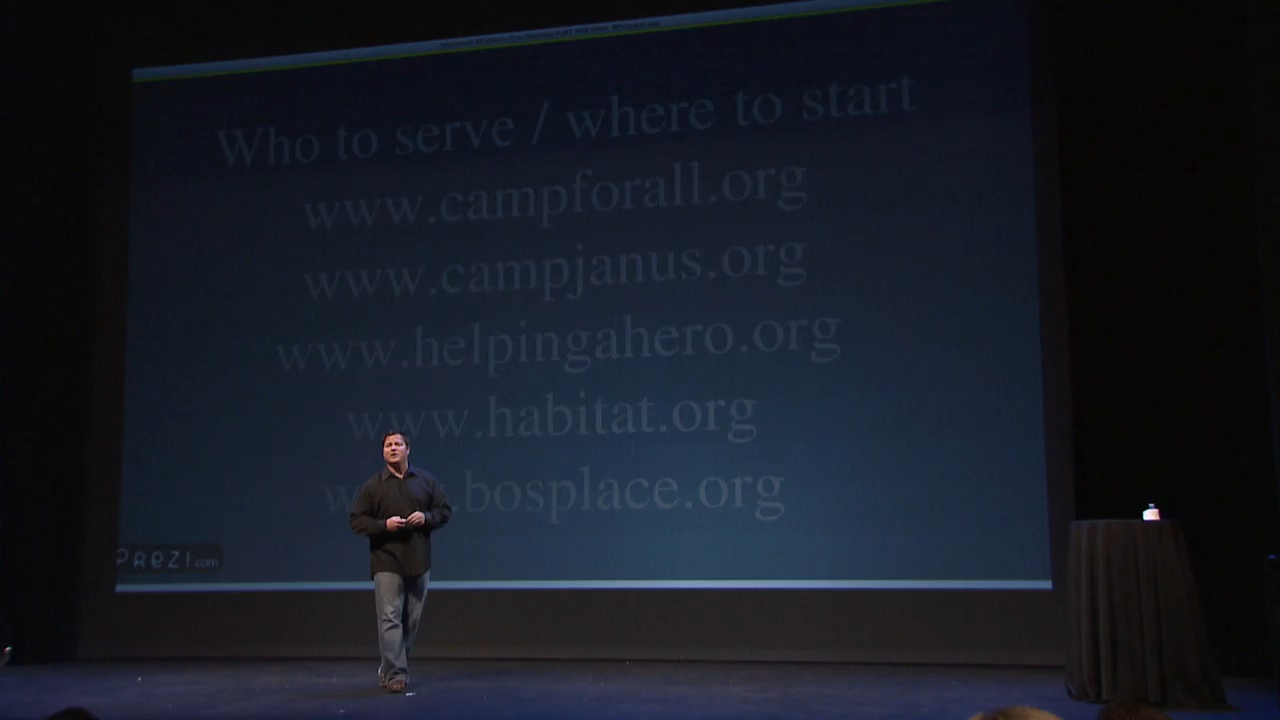 Who to serve / where to start
www.campforall.org
www.campjanus.org
www.helpingahero.org
www.habitat.org
bosplace.org
PREZI.com